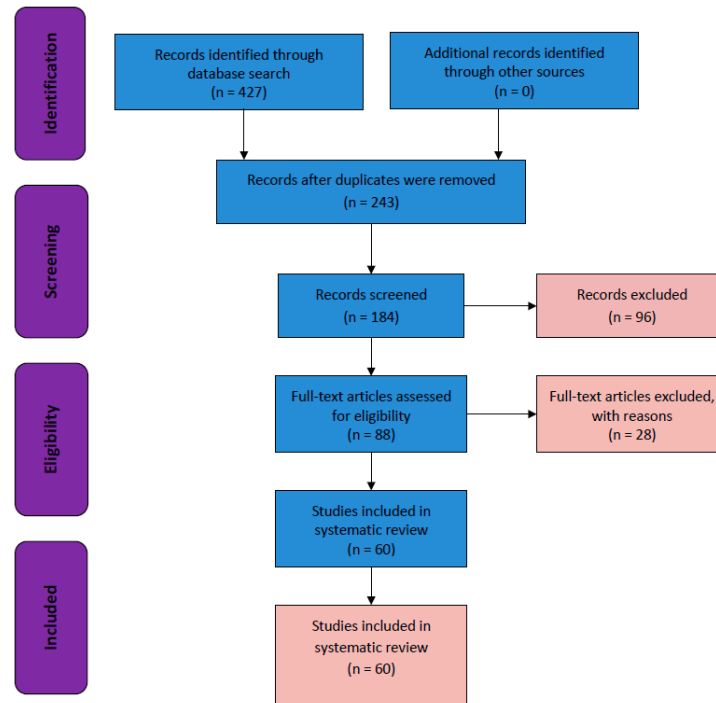 Identification
Records identified through
database search
(n = 427)
Additional records identified
through other sources
(n = 0)
Records after duplicates were removed
(n = 243)
Screening
Records screened
(n = 184)
Records excluded
(n = 96)
Eligibility
Full-text articles assessed
for eligibility
(n = 88)
Full-text articles excluded,
with reasons
(n = 28)
Studies included in
systematic review
(n = 60)
Included
Studies included in
systematic review
(n = 60)